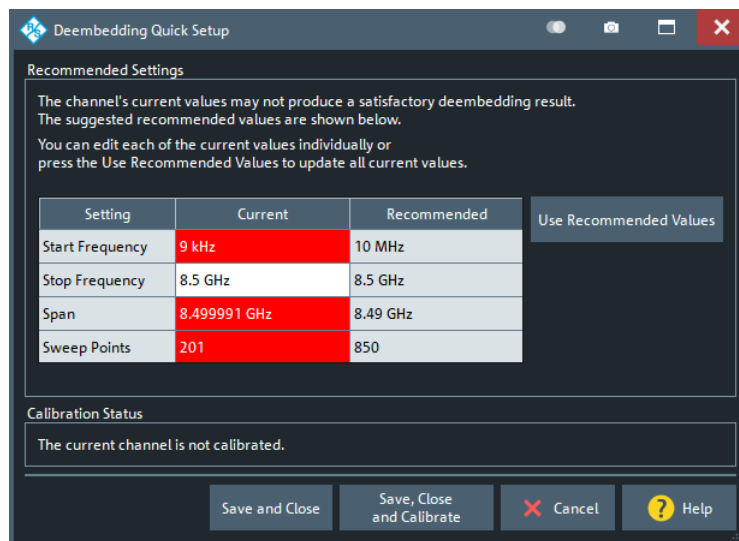 Deembedding Quick Setup
Recommended Settings
The channel's current values may not produce a satisfactory deembedding result.
The suggested recommended values are shown below.
You can edit each of the current values individually or
press the Use Recommended Values to update all current values.
Setting Current Recommended
Use Recommended Values
Start Frequency 9 kHz 10 MHz
Stop Frequency 8.5 GHz 8.5 GHz
Span 8.499991 GHz 8.49 GHz
Sweep Points 201 850
Calibration Status
The current channel is not calibrated.
Save and Close
Save, Close
and Calibrate
Cancel
? Help